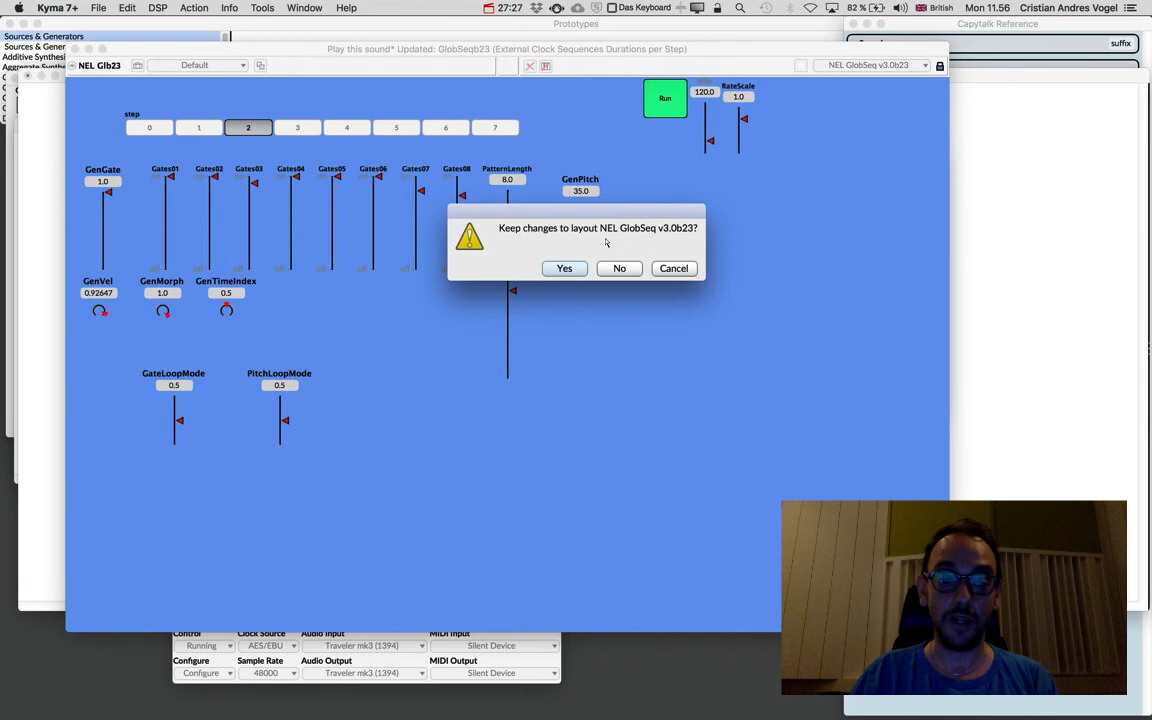 Kyma 7+ File Edit DSP Action Info Tools Window Help 27:27 Das Keyboard 82 % British Mon 11.56 Cristian Andres Vogel
Prototypes
Capytalk Reference
Sources & Generators
Sources & Gener
Additive Synthesi
Aggregate Synth
suffix
Play this sound* Updated: GlobSeqb23 (External Clock Sequences Durations per Step)
NEL Glb23 Default NEL GlobSeq v3.0b23
Run
120.0
RateScale
1.0
step
0 1 2 3 4 5 6 7
GenGate Gates01 Gates02 Gates03 Gates04 Gates05 Gates06 Gates07 Gates08 PatternLength GenPitch
1.0 8.0 35.0
Keep changes to layout NEL GlobSeq v3.0b23?
Yes No Cancel
GenVel GenMorph GenTimeIndex
0.92647 1.0 0.5
GateLoopMode PitchLoopMode
0.5 0.5
Control Clock Source Audio Input MIDI Input
Running AES/EBU Traveler mk3 (1394) Silent Device
Configure Sample Rate Audio Output MIDI Output
Configure 48000 Traveler mk3 (1394) Silent Device